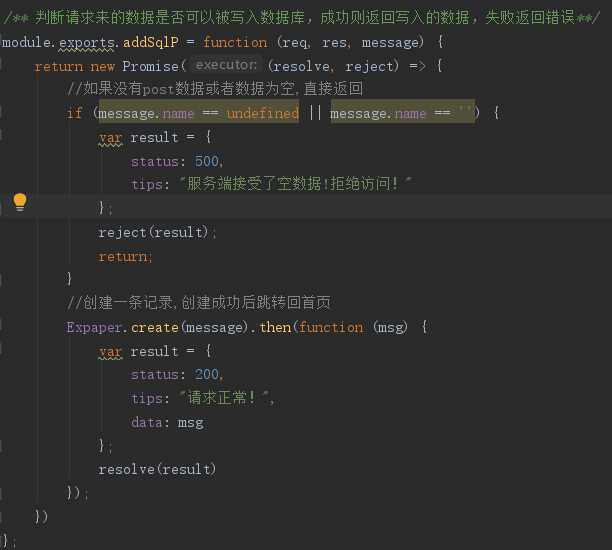 /** 判断请求来的数据是否可以被写入数据库，成功则返回写入的数据，失败返回错误**/
module.exports.addSqlP = function (req, res, message) {
    return new Promise( executor: (resolve, reject) => {
        //如果没有post数据或者数据为空,直接返回
        if (message.name == undefined || message.name == '') {
            var result = {
                status: 500,
                tips: "服务端接受了空数据!拒绝访问！"
            };
            reject(result);
            return;
        }
        //创建一条记录,创建成功后跳转回首页
        Expaper.create(message).then(function (msg) {
            var result = {
                status: 200,
                tips: "请求正常！",
                data: msg
            };
            resolve(result)
        });
    })
};